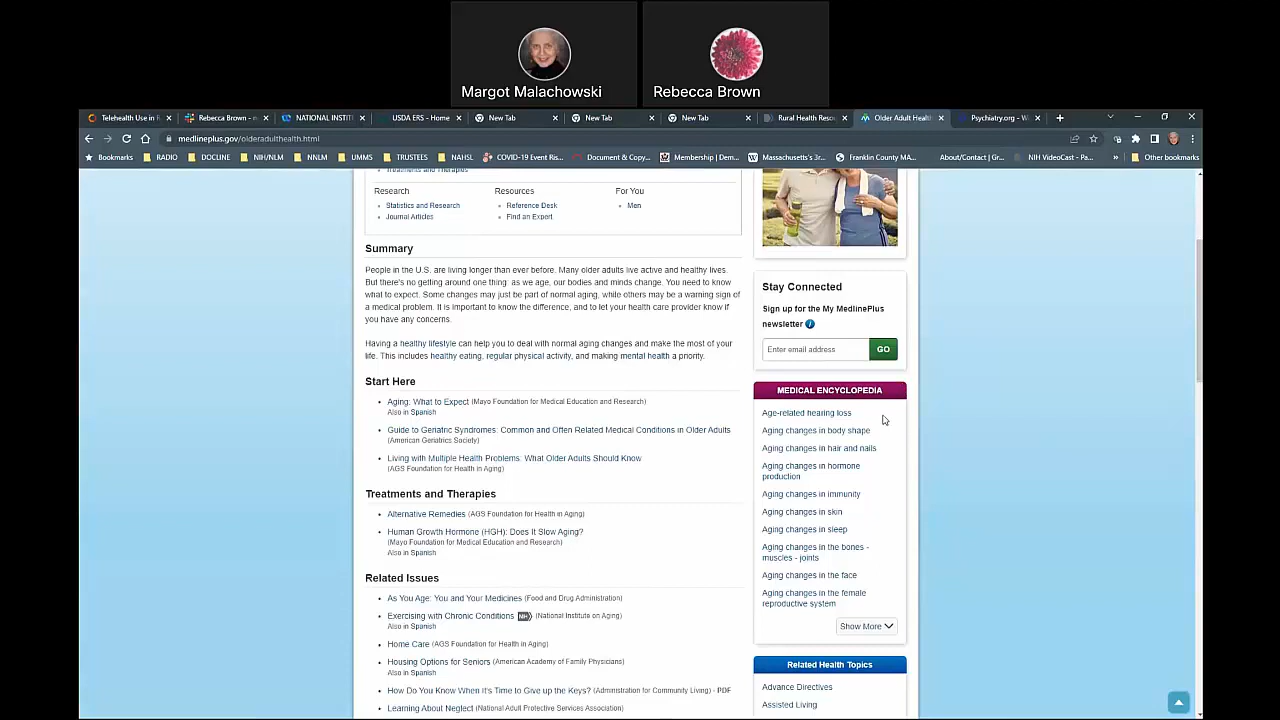 Margot Malachowski
Rebecca Brown
Telehealth Use in R
Rebecca Brown - n
NATIONAL INSTIT
USDA ERS - Home
New Tab
New Tab
New Tab
Rural Health Reso
Older Adult Health
Psychiatry.org - W
medlineplus.gov/olderadulthealth.html
Bookmarks
RADIO
DOCLINE
NIH/NLM
NNLM
UMMS
TRUSTEES
NAHSL
COVID-19 Event Ris...
Document & Copy...
Membership | Dem...
Massachusetts's 3r...
Franklin County MA...
About/Contact | Gr...
NIH VideoCast - Pa...
Other bookmarks
Treatments and Therapies
Research
Statistics and Research
Journal Articles
Resources
Reference Desk
Find an Expert
For You
Men
Summary
People in the U.S. are living longer than ever before. Many older adults live active and healthy lives.
But there's no getting around one thing: as we age, our bodies and minds change. You need to know
what to expect. Some changes may just be part of normal aging, while others may be a warning sign of
a medical problem. It is important to know the difference, and to let your health care provider know if
you have any concerns.
Having a healthy lifestyle can help you to deal with normal aging changes and make the most of your
life. This includes healthy eating, regular physical activity, and making mental health a priority.
Start Here
Aging: What to Expect (Mayo Foundation for Medical Education and Research)
Also in Spanish
Guide to Geriatric Syndromes: Common and Often Related Medical Conditions in Older Adults
(American Geriatrics Society)
Living with Multiple Health Problems: What Older Adults Should Know
(AGS Foundation for Health in Aging)
Treatments and Therapies
Alternative Remedies (AGS Foundation for Health in Aging)
Human Growth Hormone (HGH): Does It Slow Aging?
(Mayo Foundation for Medical Education and Research)
Also in Spanish
Related Issues
As You Age: You and Your Medicines (Food and Drug Administration)
Exercising with Chronic Conditions NIH (National Institute on Aging)
Also in Spanish
Home Care (AGS Foundation for Health in Aging)
Housing Options for Seniors (American Academy of Family Physicians)
Also in Spanish
How Do You Know When It's Time to Give up the Keys? (Administration for Community Living) - PDF
Learning About Neglect (National Adult Protective Services Association)
Stay Connected
Sign up for the My MedlinePlus
newsletter
Enter email address
GO
MEDICAL ENCYCLOPEDIA
Age-related hearing loss
Aging changes in body shape
Aging changes in hair and nails
Aging changes in hormone
production
Aging changes in immunity
Aging changes in skin
Aging changes in sleep
Aging changes in the bones -
muscles - joints
Aging changes in the face
Aging changes in the female
reproductive system
Show More
Related Health Topics
Advance Directives
Assisted Living